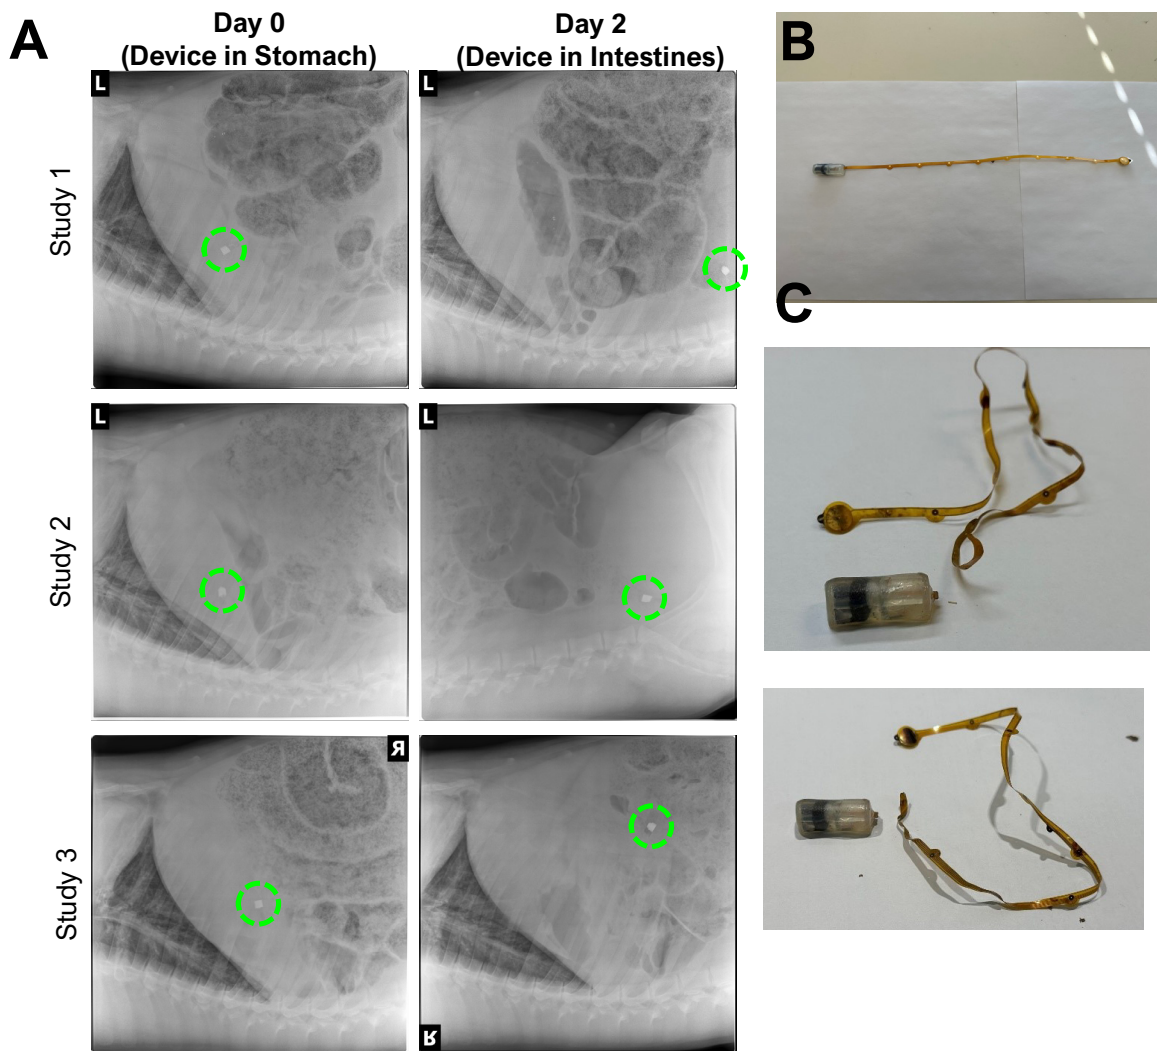 A
Day 0
(Device in Stomach)
Day 2
(Device in Intestines)
B
C
Study 1
L
L
Study 2
L
L
Study 3
R
R